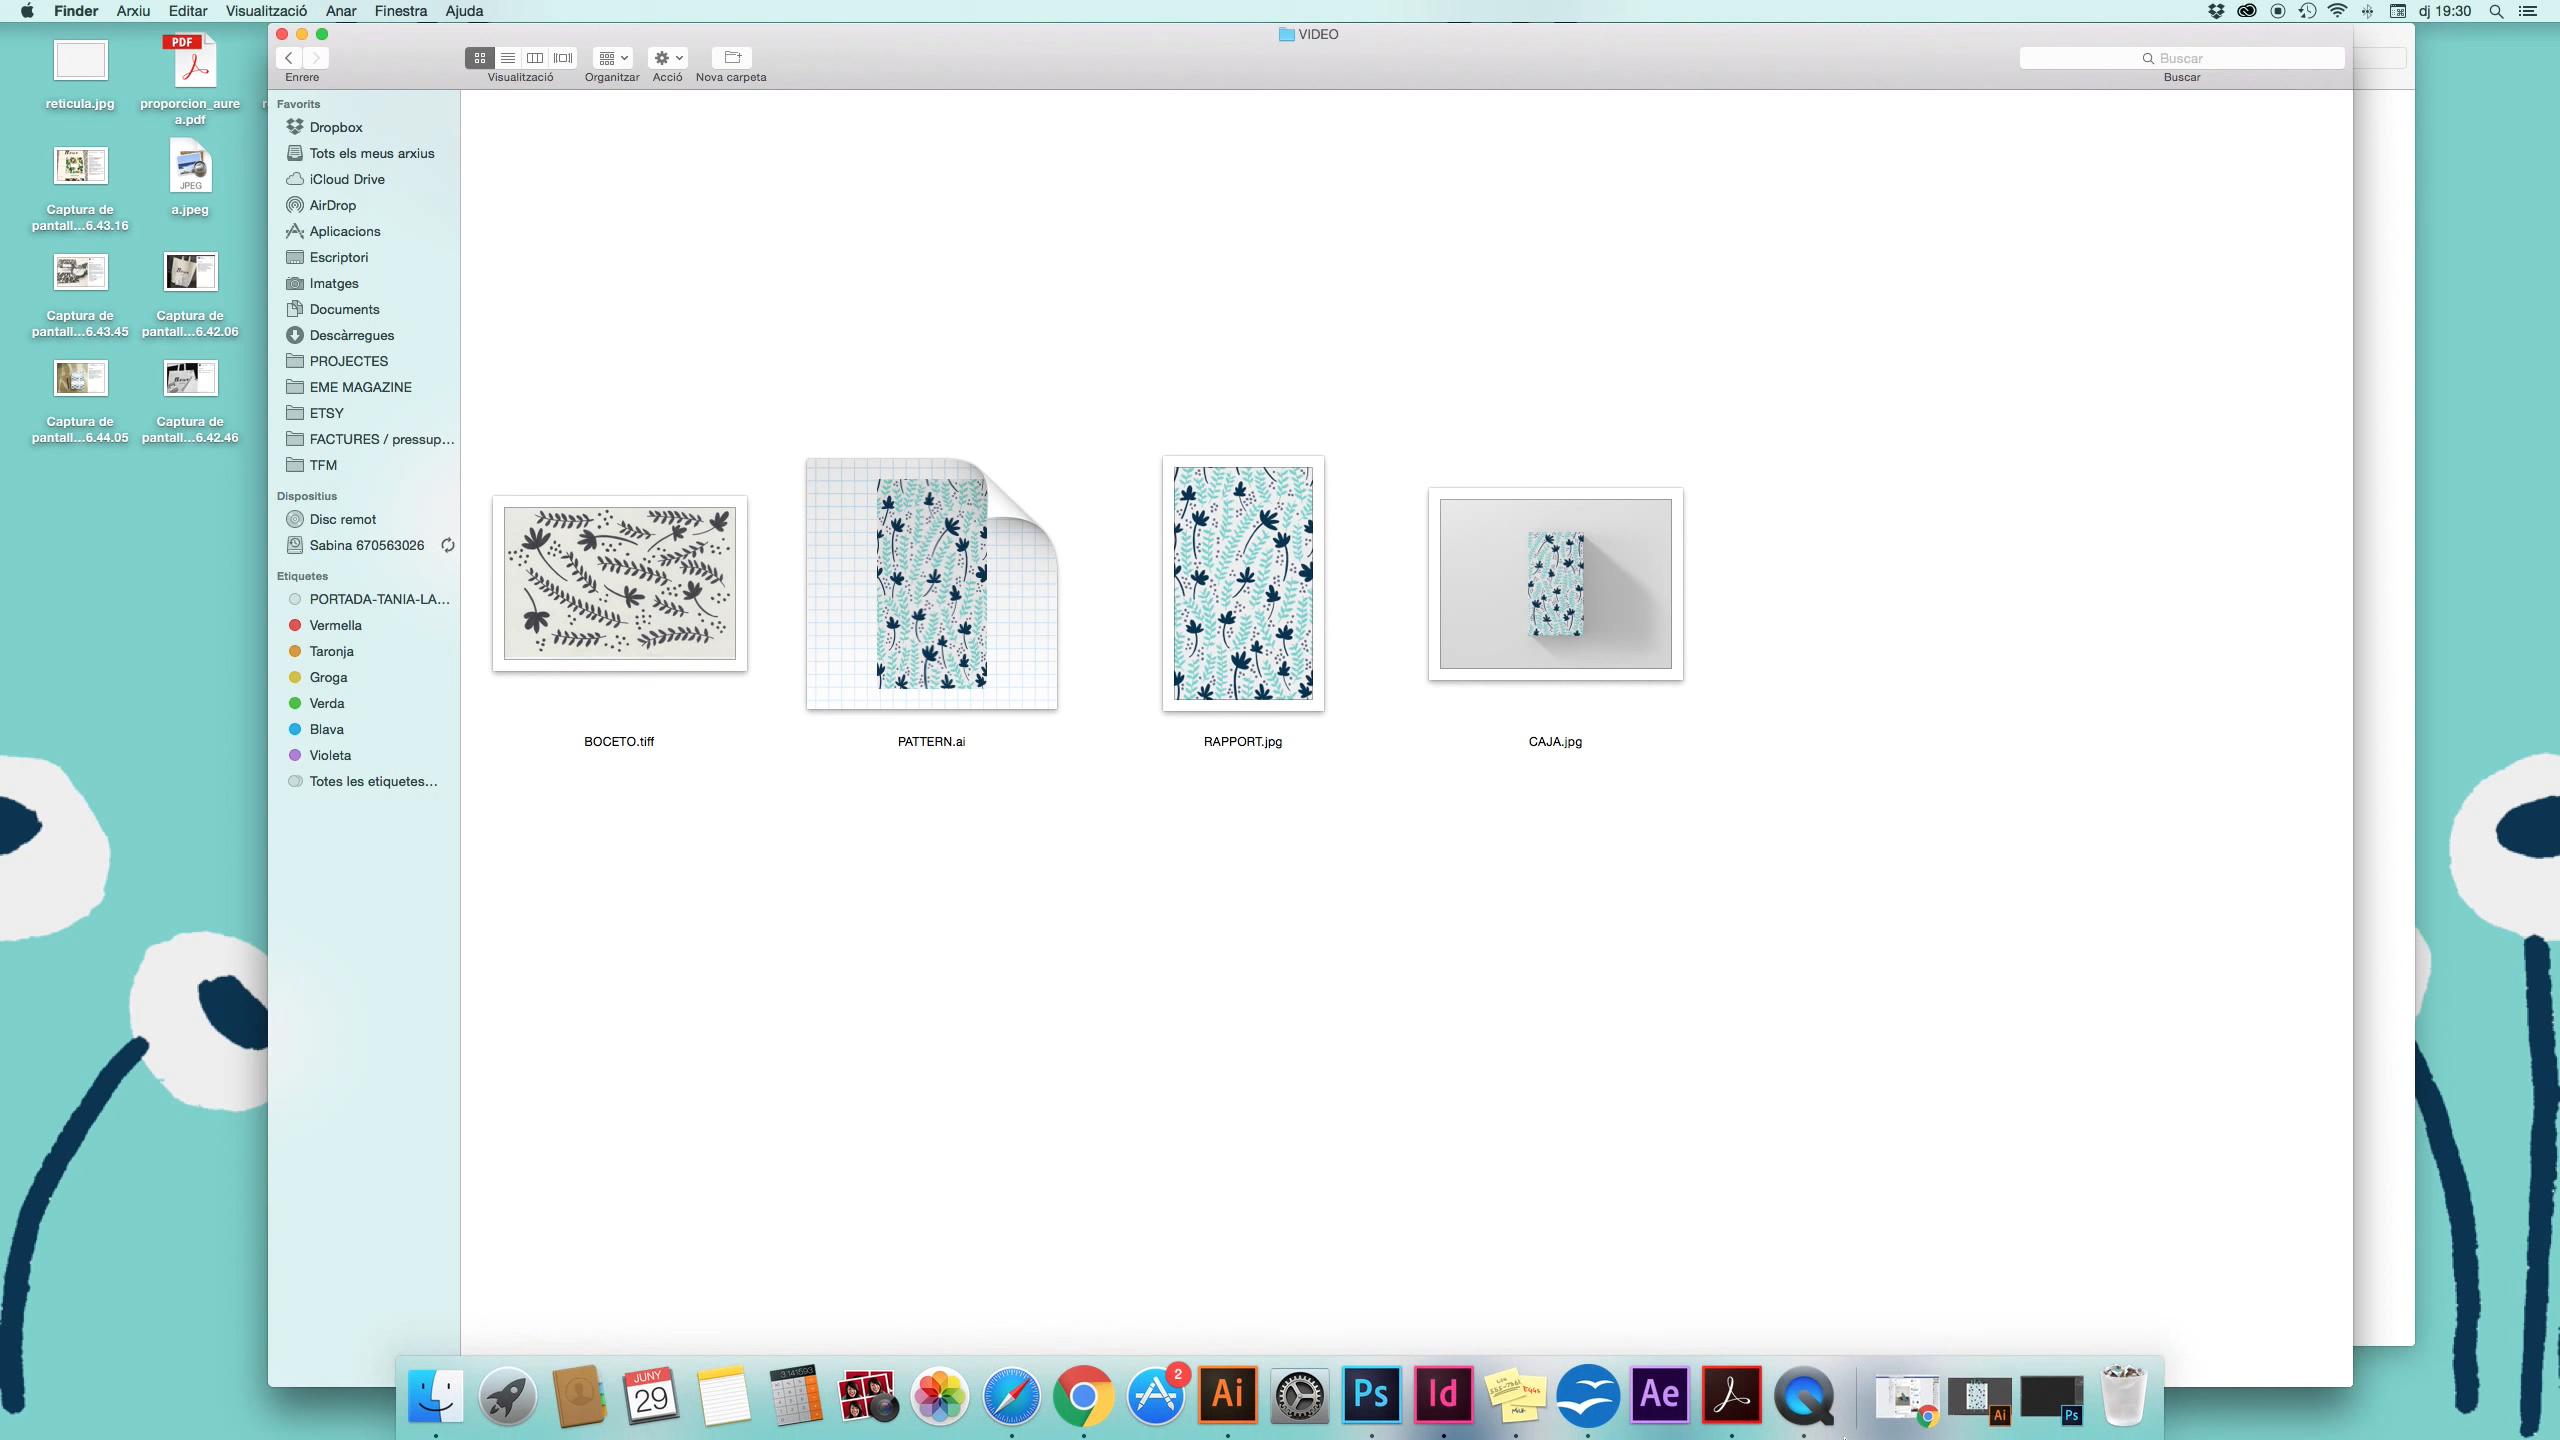 Finder Arxiu Editar Visualització Anar Finestra Ajuda
dj 19:30
VIDEO
Enrere
Visualització
Organitzar
Acció
Nova carpeta
Buscar
Buscar
reticula.jpg
PDF
proporcion_aure
a.pdf
Captura de
pantall...6.43.16
JPEG
a.jpeg
Captura de
pantall...6.43.45
Captura de
pantall...6.42.06
Captura de
pantall...6.44.05
Captura de
pantall...6.42.46
Favorits
Dropbox
Tots els meus arxius
iCloud Drive
AirDrop
Aplicacions
Escriptori
Imatges
Documents
Descàrregues
PROJECTES
EME MAGAZINE
ETSY
FACTURES / pressup...
TFM
Dispositius
Disc remot
Sabina 670563026
Etiquetes
PORTADA-TANIA-LA...
Vermella
Taronja
Groga
Verda
Blava
Violeta
Totes les etiquetes...
BOCETO.tiff
PATTERN.ai
RAPPORT.jpg
CAJA.jpg
JUNY
29
3.141593
2
Ai
Ps
Id
Ae
Ai
Ps